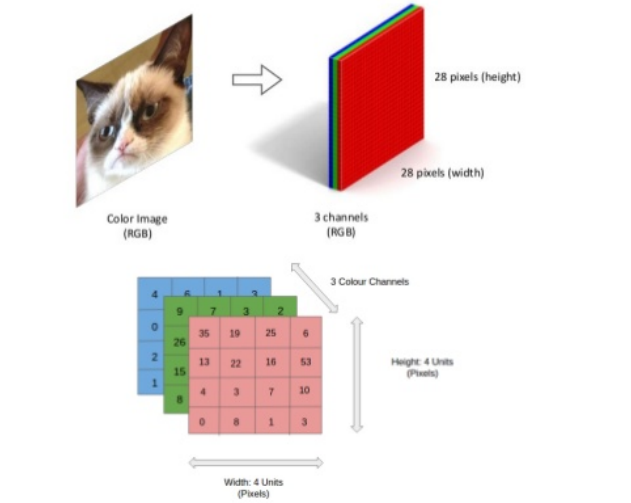 28 pixels (height)
28 pixels (width)
Color Image
(RGB)
3 channels
(RGB)
3 Colour Channels
4 6 1 3
9 7 3 2
0
35 19 25 6
26
2
13 22 16 53
15
1
4 3 7 10
8
0 8 1 3
Height: 4 Units
(Pixels)
Width: 4 Units
(Pixels)